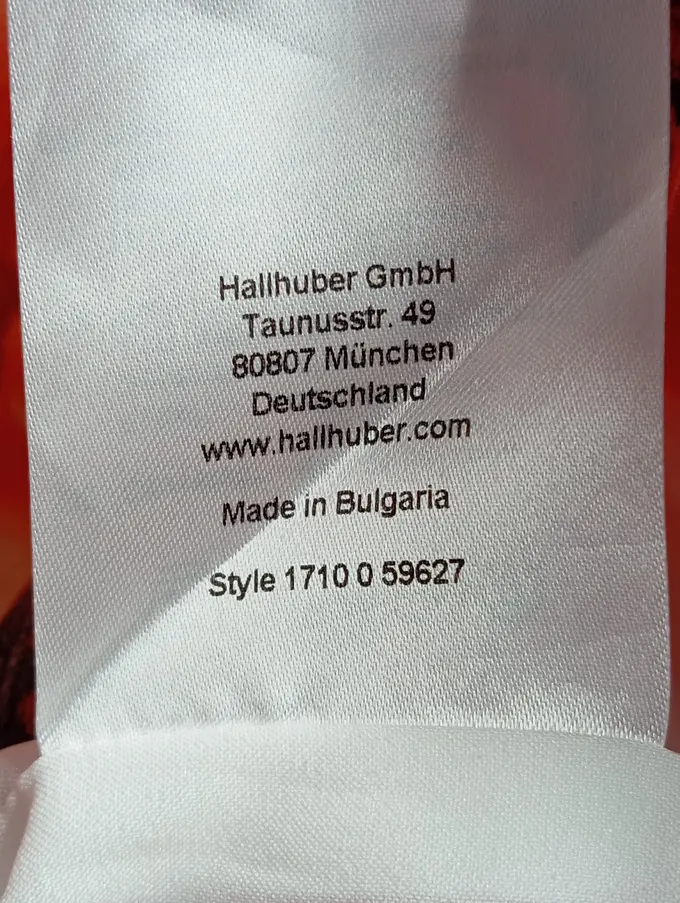 Hallhuber GmbH
Taunusstr. 49
80807 München
Deutschland
www.hallhuber.com
Made in Bulgaria
Style 1710 0 59627